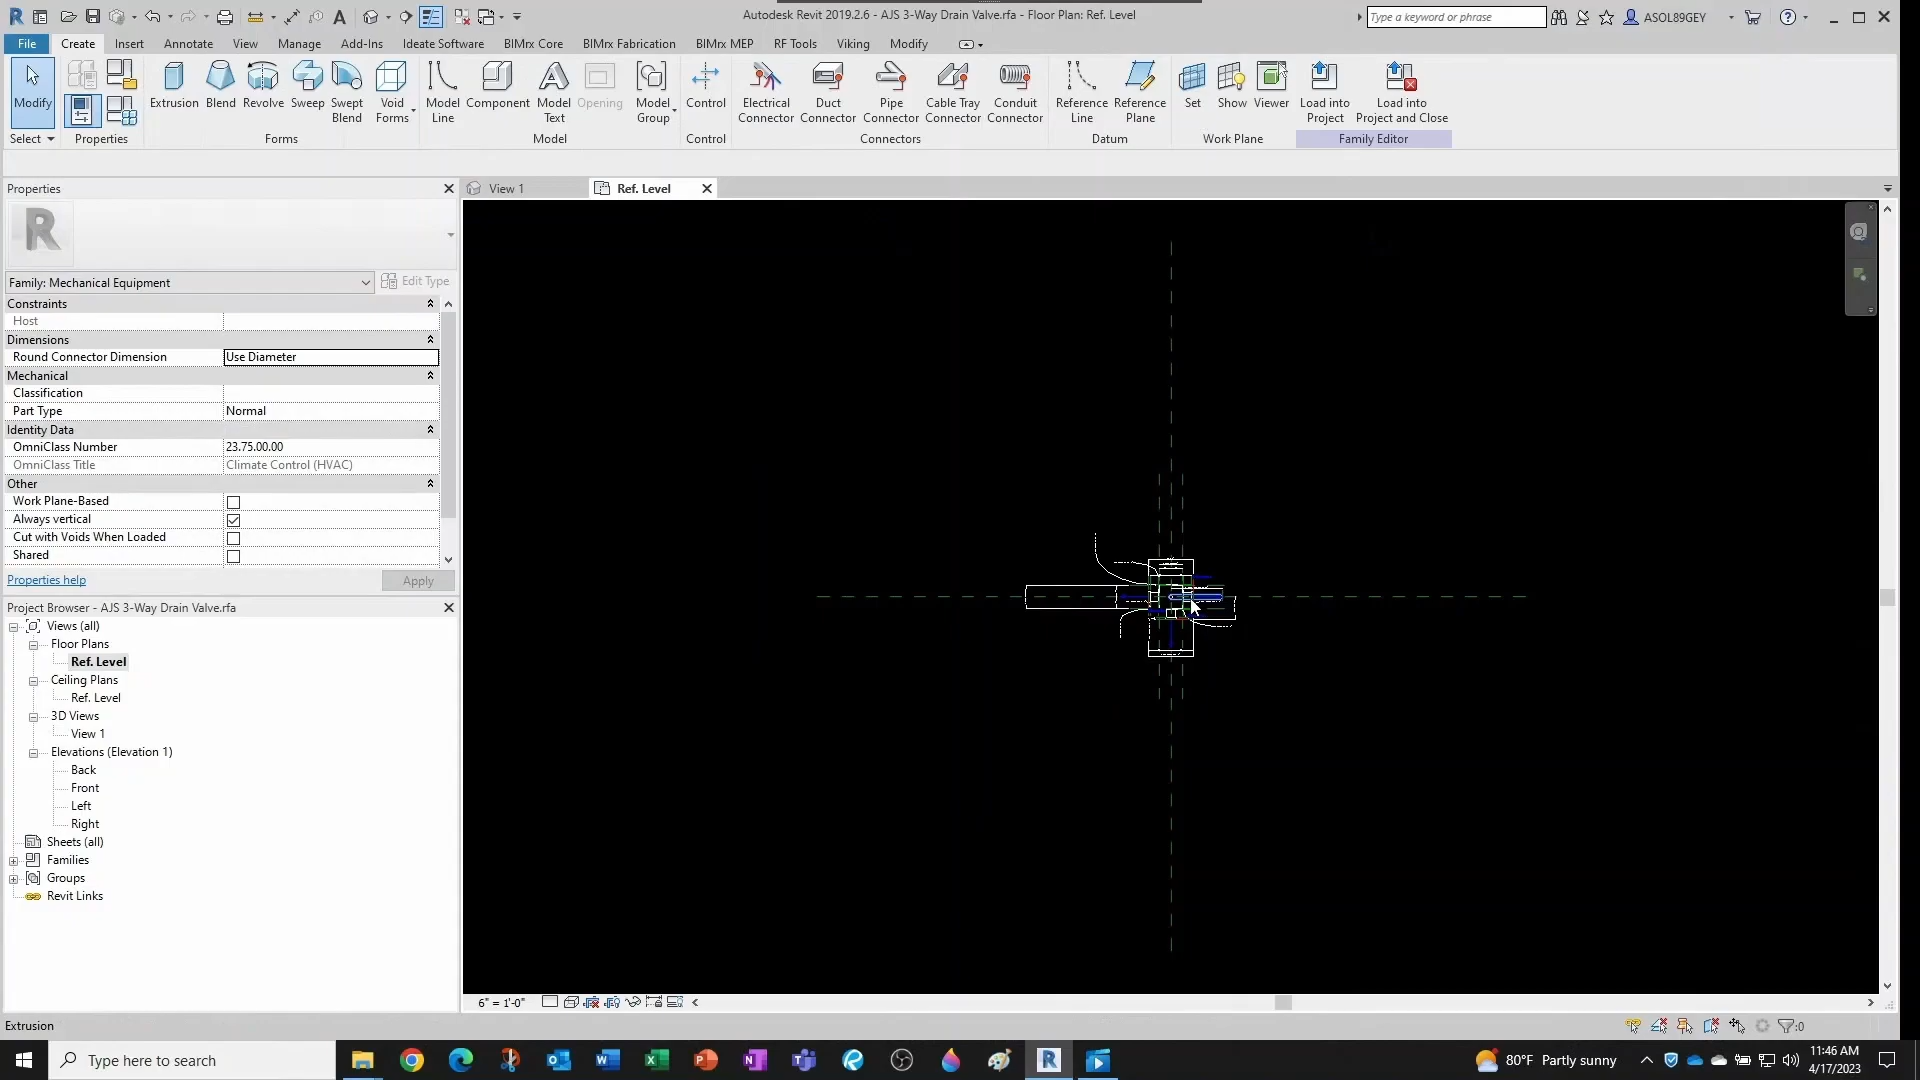 Autodesk Revit 2019.2.6 - AJS 3-Way Drain Valve.rfa - Floor Plan: Ref. Level
Type a keyword or phrase
ASOL89GEY
File Create Insert Annotate View Manage Add-Ins Ideate Software BIMrx Core BIMrx Fabrication BIMrx MEP RF Tools Viking Modify
Modify Extrusion Blend Revolve Sweep Swept Blend Void Forms Model Line Component Model Text Opening Model Group Control Electrical Connector Duct Connector Pipe Connector Cable Tray Connector Conduit Connector Reference Line Reference Plane Set Show Viewer Load into Project Load into Project and Close
Select Properties Forms Model Control Connectors Datum Work Plane Family Editor
Properties
View 1
Ref. Level
R
Family: Mechanical Equipment
Edit Type
Constraints
Host
Dimensions
Round Connector Dimension Use Diameter
Mechanical
Classification
Part Type Normal
Identity Data
OmniClass Number 23.75.00.00
OmniClass Title Climate Control (HVAC)
Other
Work Plane-Based
Always vertical
Cut with Voids When Loaded
Shared
Properties help
Apply
Project Browser - AJS 3-Way Drain Valve.rfa
Views (all)
Floor Plans
Ref. Level
Ceiling Plans
Ref. Level
3D Views
View 1
Elevations (Elevation 1)
Back
Front
Left
Right
Sheets (all)
Families
Groups
Revit Links
6" = 1'-0"
Extrusion
:0
Type here to search
80°F Partly sunny
11:46 AM
4/17/2023